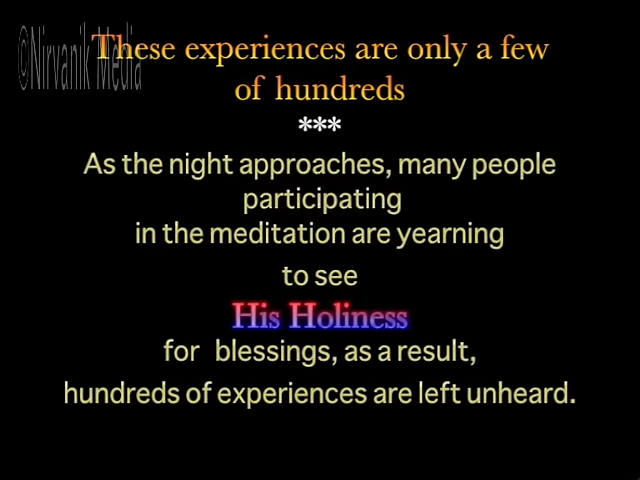 ©Nirvanik Media
These experiences are only a few
of hundreds
***
As the night approaches, many people
participating
in the meditation are yearning
to see
His Holiness
for blessings, as a result,
hundreds of experiences are left unheard.